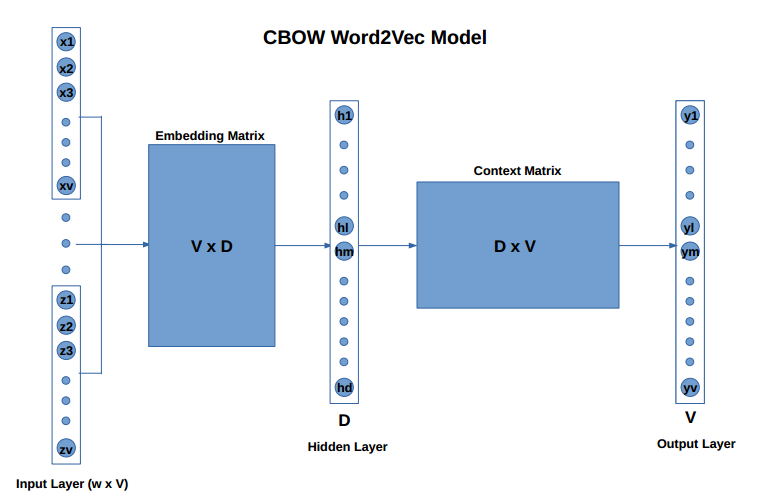 CBOW Word2Vec Model
x1
x2
x3
xv
z1
z2
z3
zv
Input Layer (w x V)
Embedding Matrix
V x D
h1
hl
hm
hd
D
Hidden Layer
Context Matrix
D x V
y1
yl
ym
yv
V
Output Layer